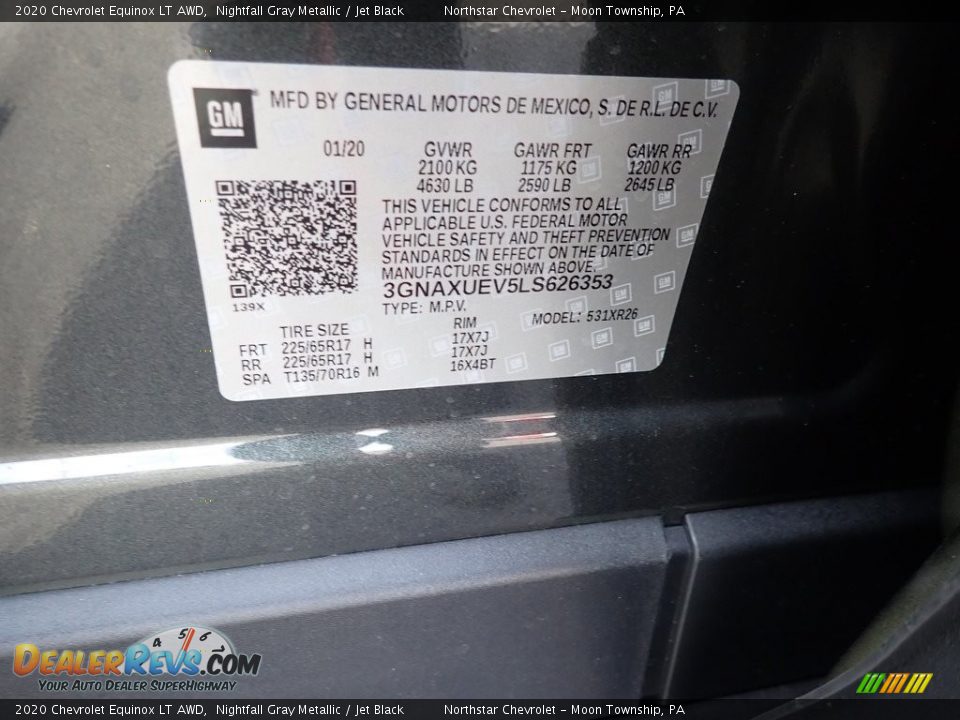 2020 Chevrolet Equinox LT AWD, Nightfall Gray Metallic / Jet Black Northstar Chevrolet – Moon Township, PA
GM MFD BY GENERAL MOTORS DE MEXICO, S. DE R.L. DE C.V.
01/20 GVWR GAWR FRT GAWR RR
2100 KG 1175 KG 1200 KG
4630 LB 2590 LB 2645 LB
THIS VEHICLE CONFORMS TO ALL
APPLICABLE U.S. FEDERAL MOTOR
VEHICLE SAFETY AND THEFT PREVENTION
STANDARDS IN EFFECT ON THE DATE OF
MANUFACTURE SHOWN ABOVE.
3GNAXUEV5LS626353
139X TYPE: M.P.V.
MODEL: 531XR26
TIRE SIZE RIM
FRT 225/65R17 H 17X7J
RR 225/65R17 H 17X7J
SPA T135/70R16 M 16X4BT
4 5 6
DEALERREVS.COM
YOUR AUTO DEALER SUPERHIGHWAY
2020 Chevrolet Equinox LT AWD, Nightfall Gray Metallic / Jet Black Northstar Chevrolet – Moon Township, PA